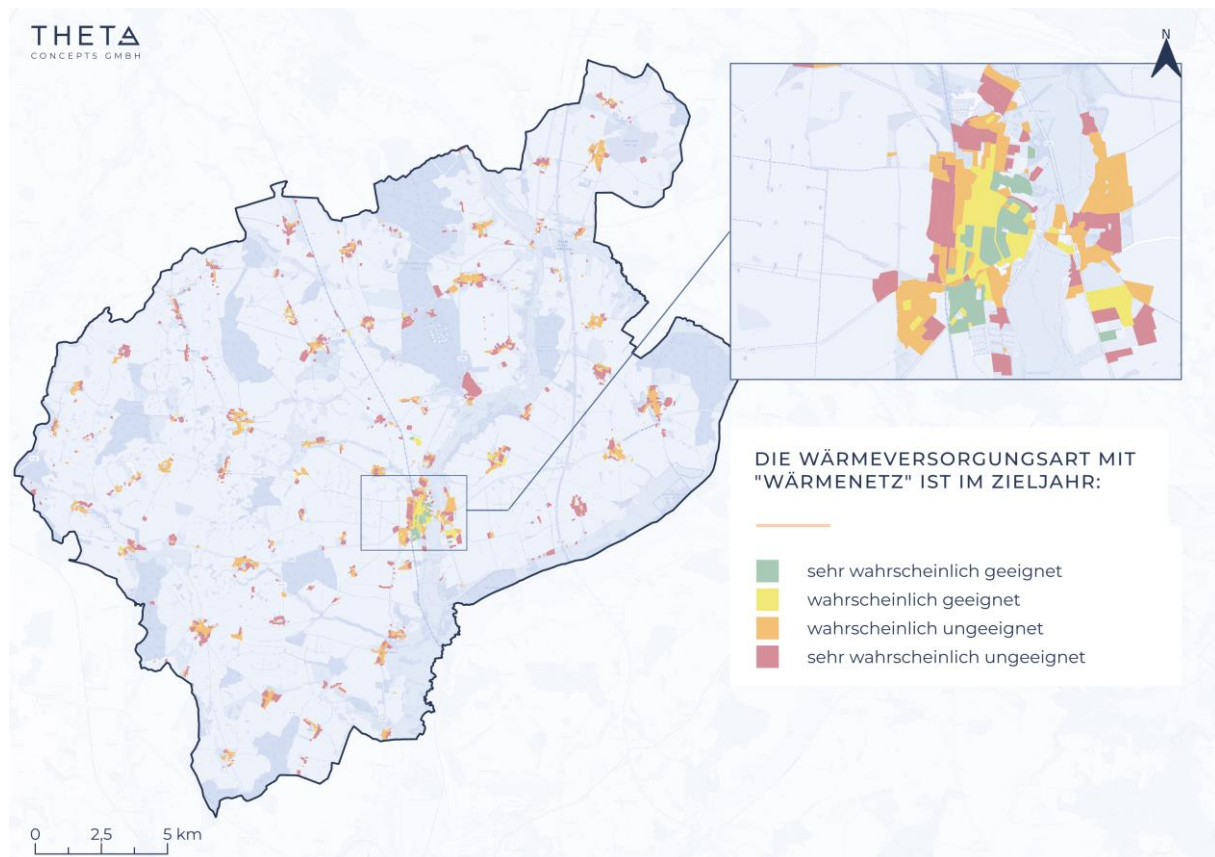 THETA
CONCEPTS GMBH
N
DIE WÄRMEVERSORGUNGSART MIT
"WÄRMENETZ" IST IM ZIELJAHR:
sehr wahrscheinlich geeignet
wahrscheinlich geeignet
wahrscheinlich ungeeignet
sehr wahrscheinlich ungeeignet
0 2,5 5 km